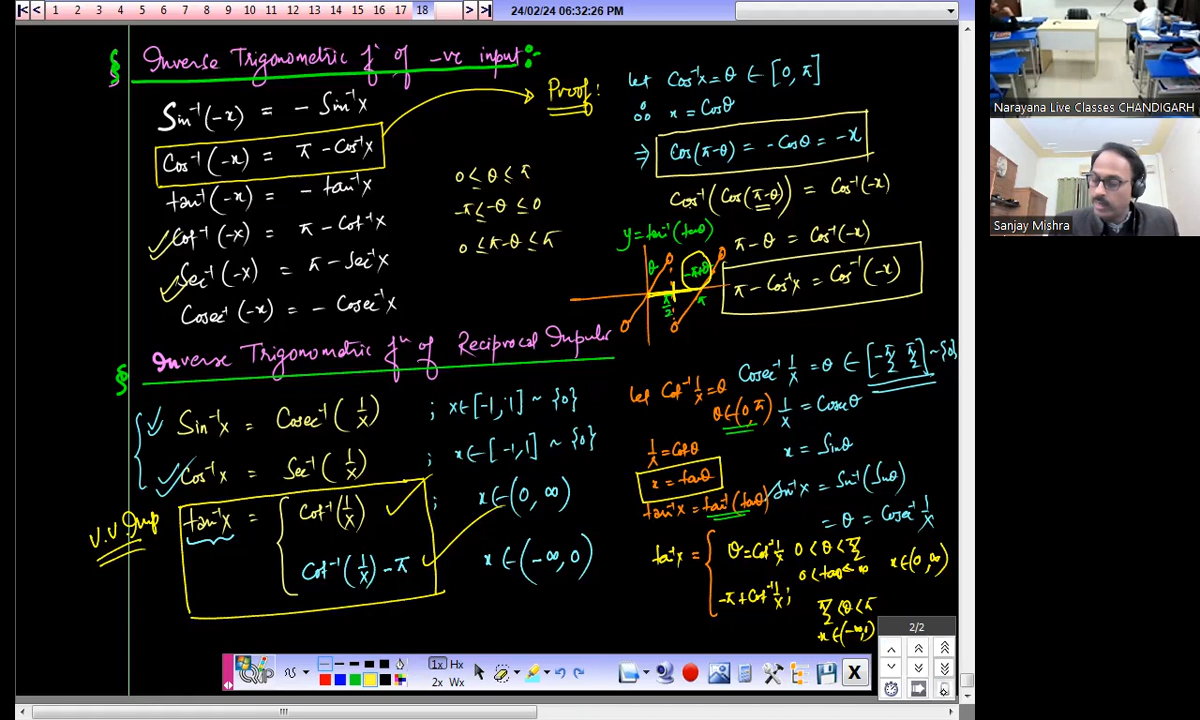 1 2 3 4 5 6 7 8 9 10 11 12 13 14 15 16 17 18
24/02/24 06:32:26 PM
§ Inverse Trigonometric fⁿ of -ve input:-
Sin⁻¹(-x) = - Sin⁻¹x
Cos⁻¹(-x) = π - Cos⁻¹x
tan⁻¹(-x) = - tan⁻¹x
Cot⁻¹(-x) = π - Cot⁻¹x
Sec⁻¹(-x) = π - Sec⁻¹x
Cosec⁻¹(-x) = - Cosec⁻¹x
Proof:
0 ≤ θ ≤ π
-π ≤ -θ ≤ 0
0 ≤ π-θ ≤ π
let Cos⁻¹x = θ ∈ [0, π]
∴ x = Cosθ
⇒ Cos(π-θ) = -Cosθ = -x
Cos⁻¹(Cos(π-θ)) = Cos⁻¹(-x)
π-θ = Cos⁻¹(-x)
π - Cos⁻¹x = Cos⁻¹(-x)
y = tan⁻¹(tanθ)
θ
-π+θ
π/2
π
§ Inverse Trigonometric fⁿ of Reciprocal
Sin⁻¹x = Cosec⁻¹(1/x) ; x∈[-1,1] ~ {0}
Cos⁻¹x = Sec⁻¹(1/x) ; x∈[-1,1] ~ {0}
V.V Imp
tan⁻¹x = { Cot⁻¹(1/x) ; x∈(0, ∞)
Cot⁻¹(1/x) - π x∈(-∞, 0)
let Cot⁻¹ 1/x = θ
θ∈(0, π)
1/x = Cotθ
x = tanθ
tan⁻¹x = tan⁻¹(tanθ)
Cosec⁻¹ 1/x = θ ∈ [-π/2, π/2] ~ {0}
1/x = Cosecθ
x = Sinθ
Sin⁻¹x = Sin⁻¹(Sinθ)
= θ = Cosec⁻¹ 1/x
tan⁻¹x = { θ = Cot⁻¹ 1/x 0 < θ < π/2
0 < tanθ < ∞ x∈(0, ∞)
-π + Cot⁻¹ 1/x ; π/2 < θ < π
Narayana Live Classes CHANDIGARH
Sanjay Mishra
2/2
1x Hx
2x Wx
X